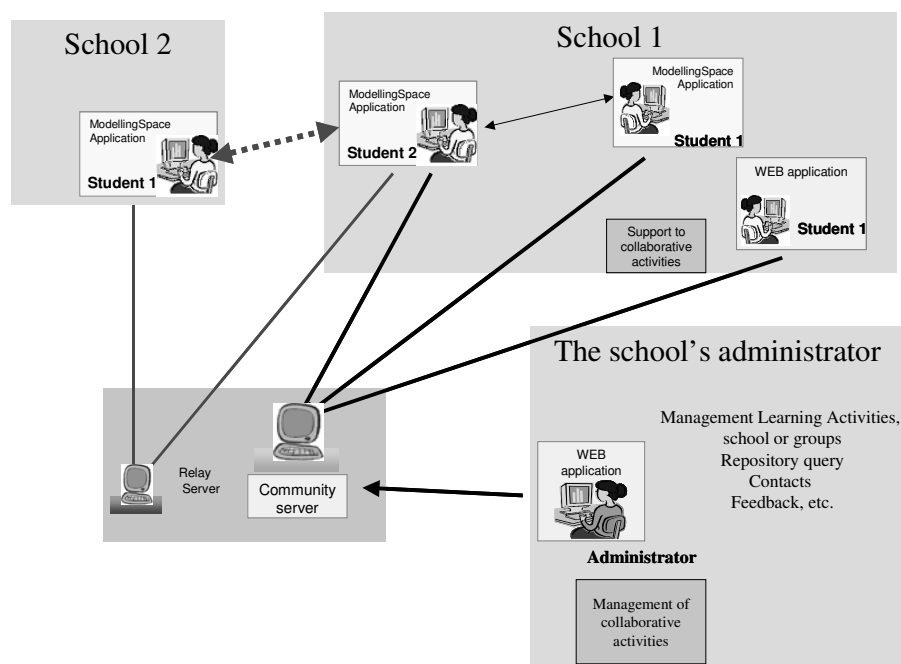 School 2
ModellingSpace
Application
Student 1
School 1
ModellingSpace
Application
Student 2
ModellingSpace
Application
Student 1
WEB application
Student 1
Support to
collaborative
activities
Relay
Server
Community
server
The school’s administrator
Management Learning Activities,
school or groups
Repository query
Contacts
Feedback, etc.
WEB
application
Administrator
Management of
collaborative
activities